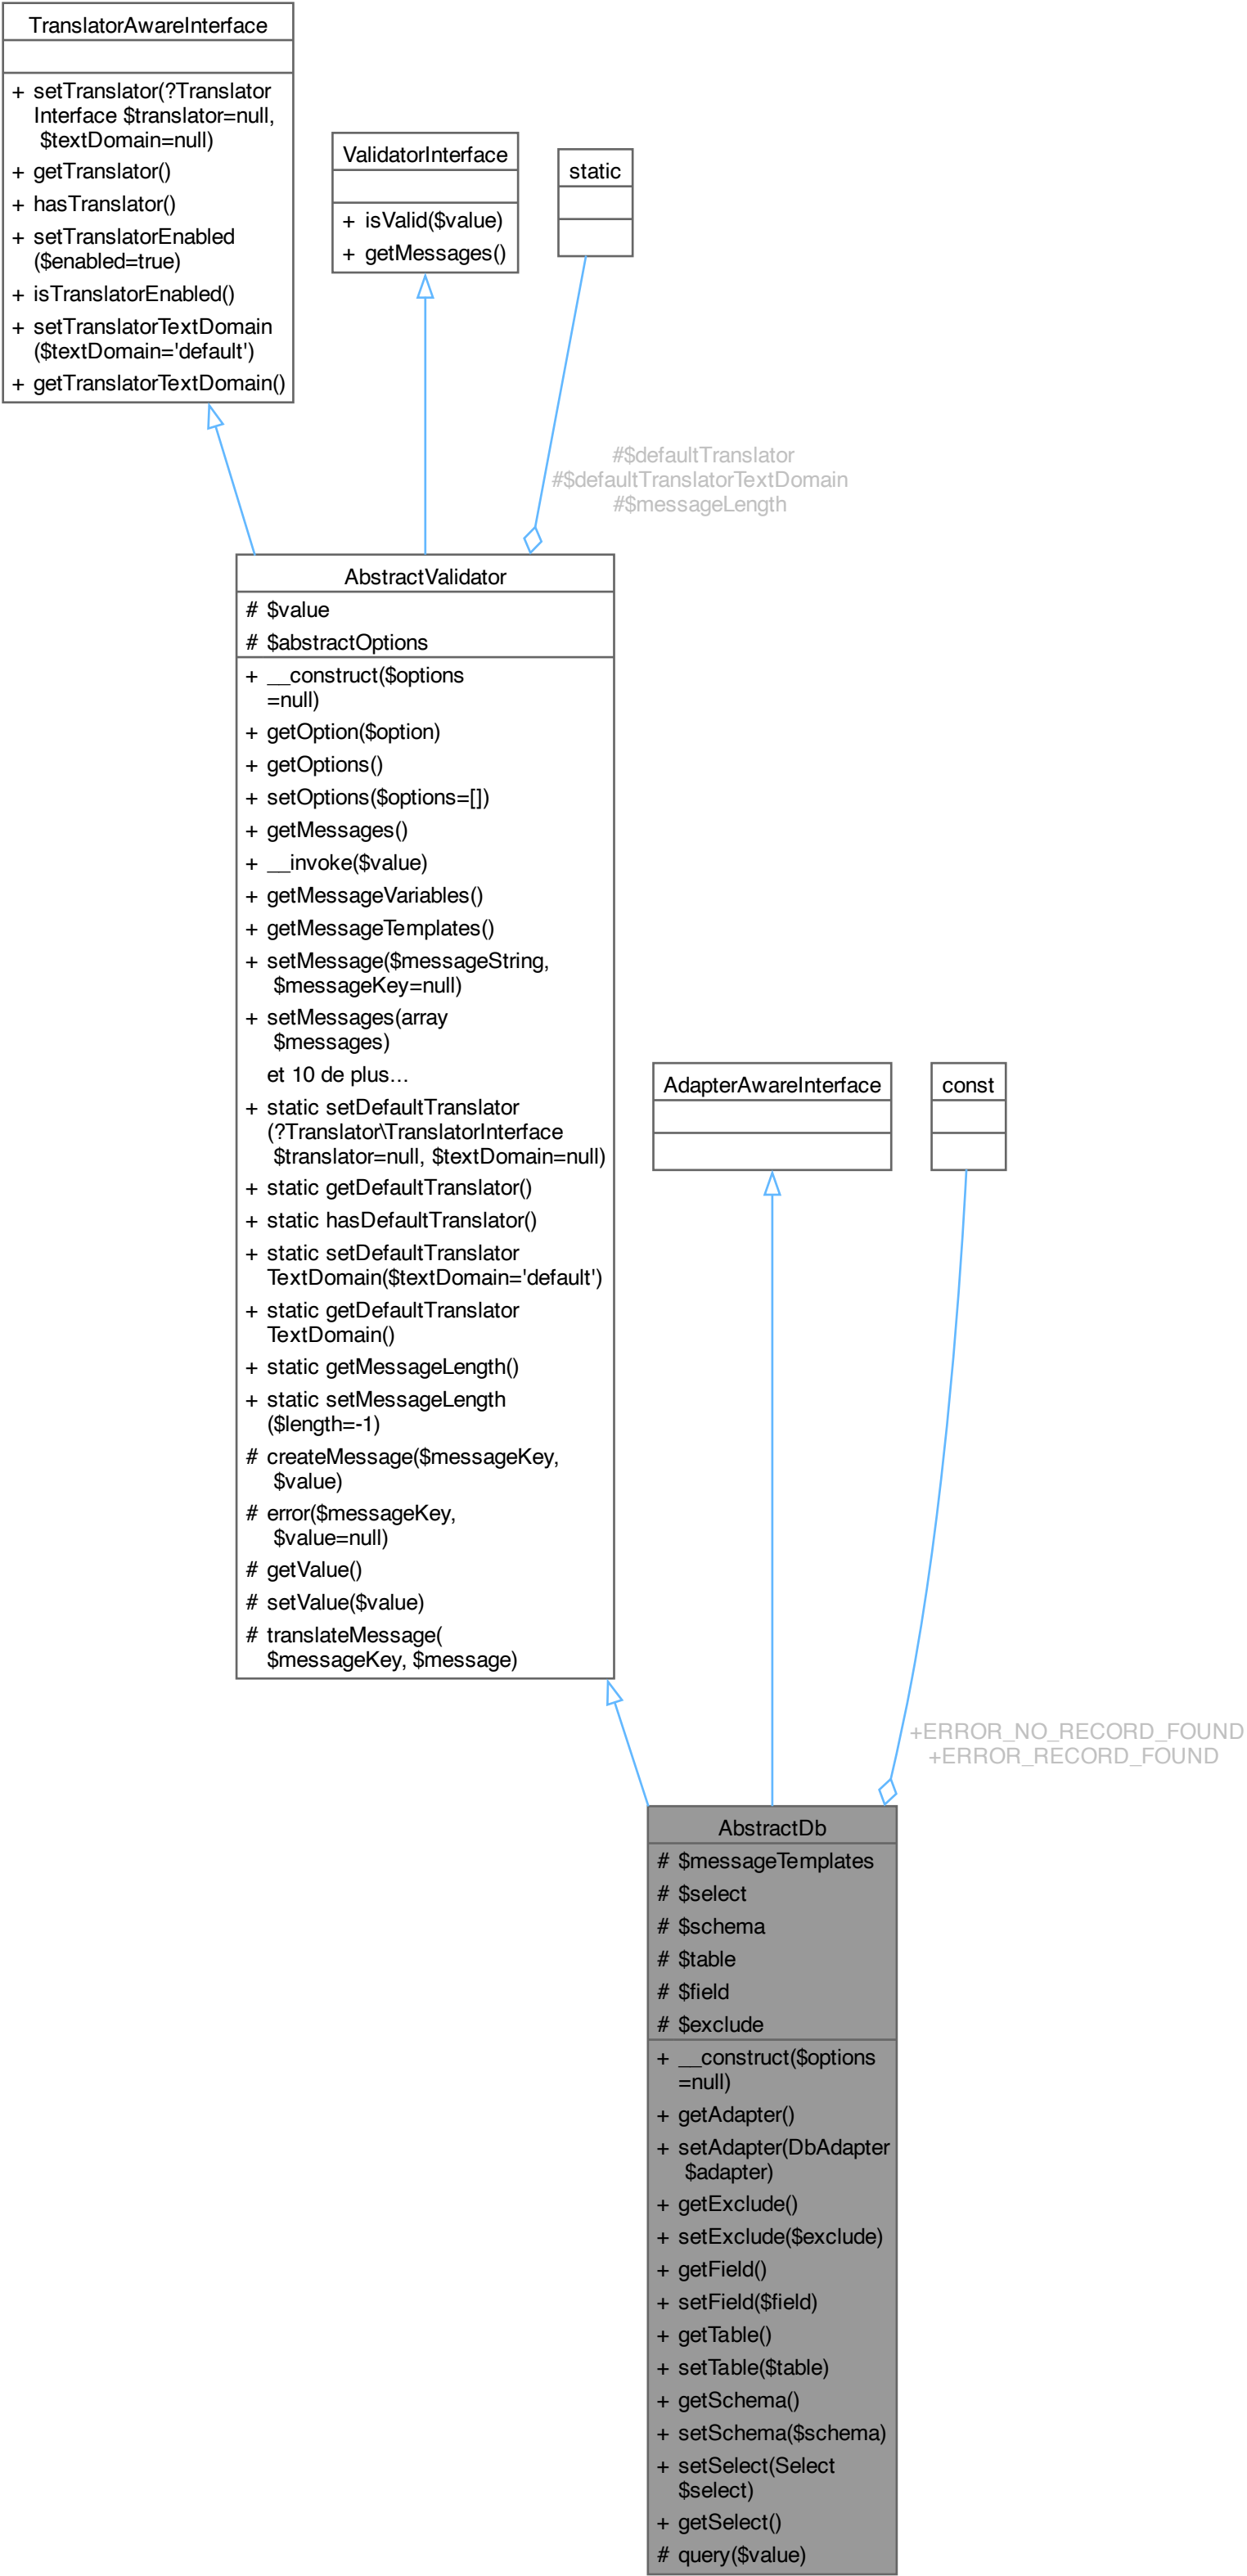 TranslatorAwareInterface
+ setTranslator(?Translator
Interface $translator=null,
$textDomain=null)
+ getTranslator()
+ hasTranslator()
+ setTranslatorEnabled
($enabled=true)
+ isTranslatorEnabled()
+ setTranslatorTextDomain
($textDomain='default')
+ getTranslatorTextDomain()
ValidatorInterface
+ isValid($value)
+ getMessages()
static
#$defaultTranslator
#$defaultTranslatorTextDomain
#$messageLength
AbstractValidator
# $value
# $abstractOptions
+ __construct($options
=null)
+ getOption($option)
+ getOptions()
+ setOptions($options=[])
+ getMessages()
+ __invoke($value)
+ getMessageVariables()
+ getMessageTemplates()
+ setMessage($messageString,
$messageKey=null)
+ setMessages(array
$messages)
et 10 de plus...
+ static setDefaultTranslator
(?Translator\TranslatorInterface
$translator=null, $textDomain=null)
+ static getDefaultTranslator()
+ static hasDefaultTranslator()
+ static setDefaultTranslator
TextDomain($textDomain='default')
+ static getDefaultTranslator
TextDomain()
+ static getMessageLength()
+ static setMessageLength
($length=-1)
# createMessage($messageKey,
$value)
# error($messageKey,
$value=null)
# getValue()
# setValue($value)
# translateMessage(
$messageKey, $message)
AdapterAwareInterface
const
+ERROR_NO_RECORD_FOUND
+ERROR_RECORD_FOUND
AbstractDb
# $messageTemplates
# $select
# $schema
# $table
# $field
# $exclude
+ __construct($options
=null)
+ getAdapter()
+ setAdapter(DbAdapter
$adapter)
+ getExclude()
+ setExclude($exclude)
+ getField()
+ setField($field)
+ getTable()
+ setTable($table)
+ getSchema()
+ setSchema($schema)
+ setSelect(Select
$select)
+ getSelect()
# query($value)